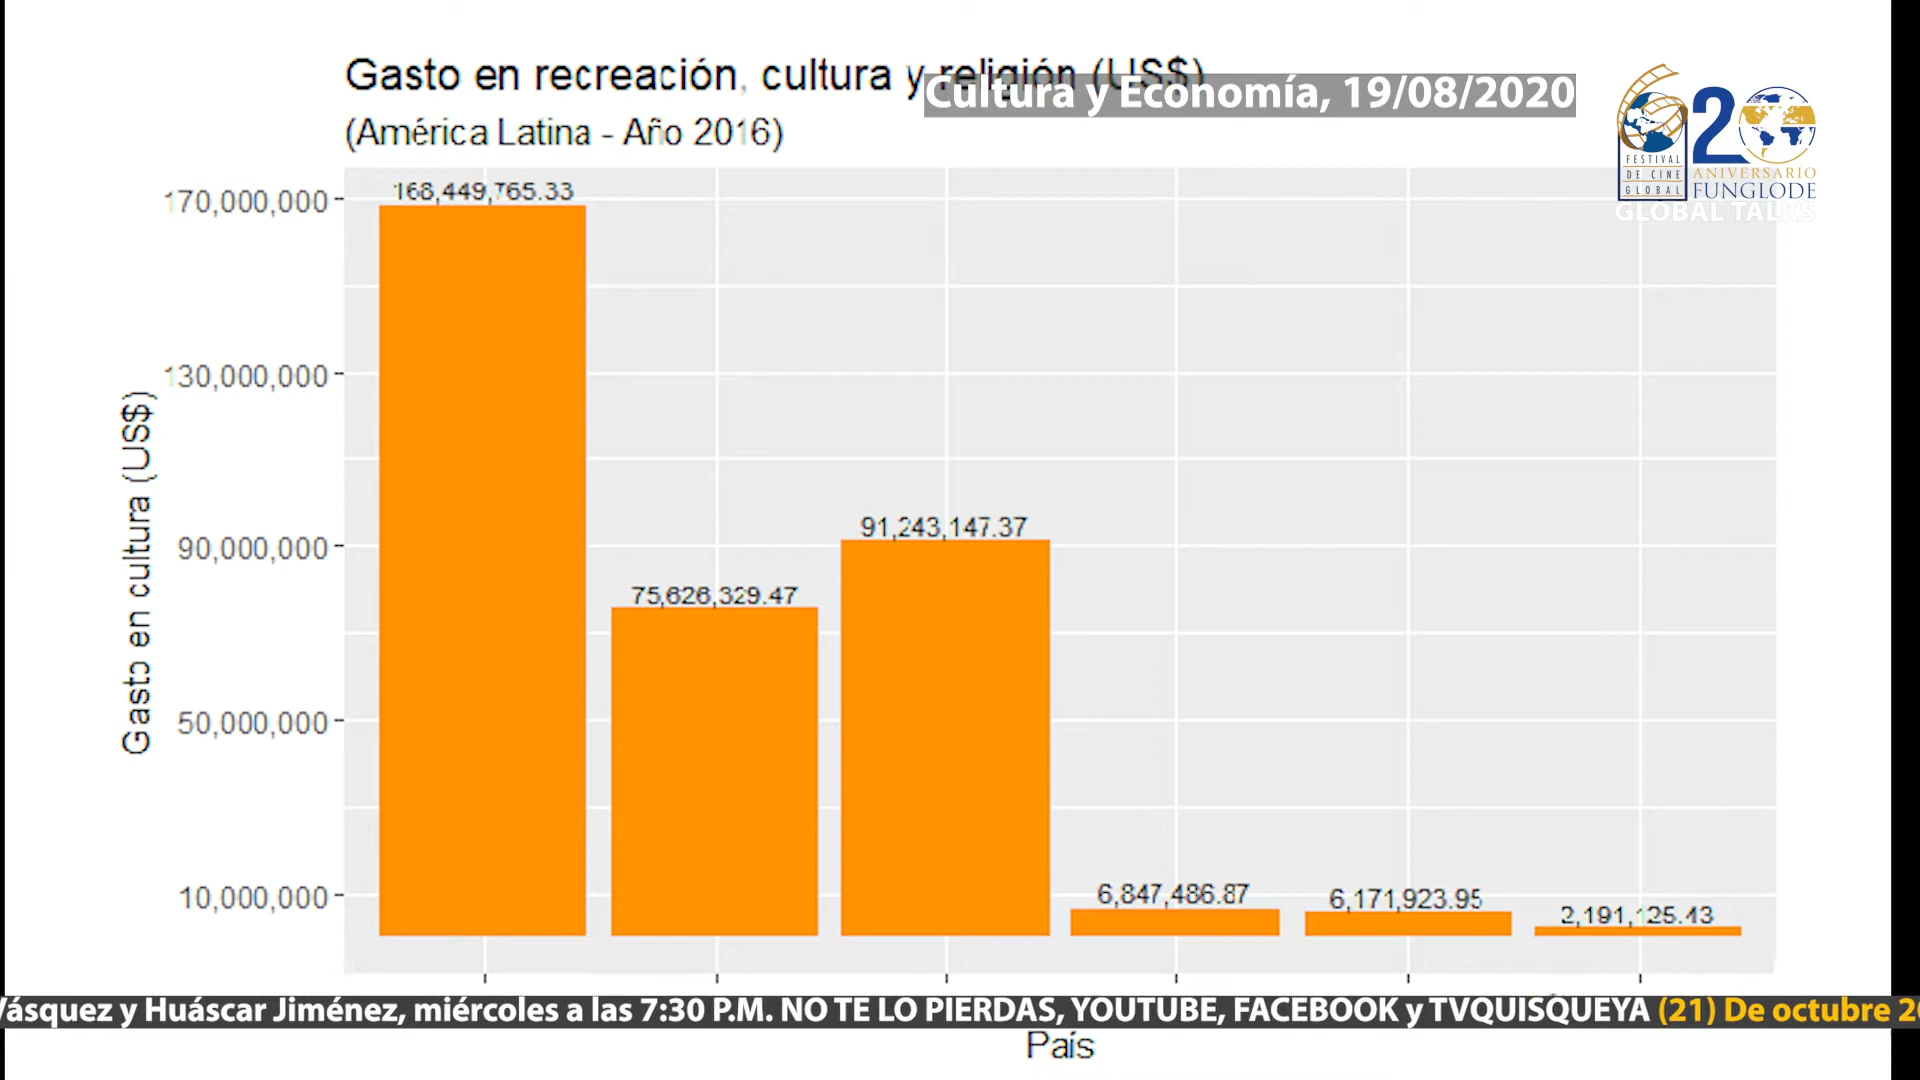 Gasto en recreación, cultura y religión (US$)
Cultura y Economía, 19/08/2020
(América Latina - Año 2016)
FESTIVAL
DE CINE
GLOBAL
20
ANIVERSARIO
FUNGLODE
GLOBAL TALKS
Gasto en cultura (US$)
170,000,000
130,000,000
90,000,000
50,000,000
10,000,000
168,449,765.33
75,626,329.47
91,243,147.37
6,847,486.87
6,171,923.95
2,191,125.43
Vásquez y Huáscar Jiménez, miércoles a las 7:30 P.M. NO TE LO PIERDAS, YOUTUBE, FACEBOOK y TVQUISQUEYA (21) De octubre
País